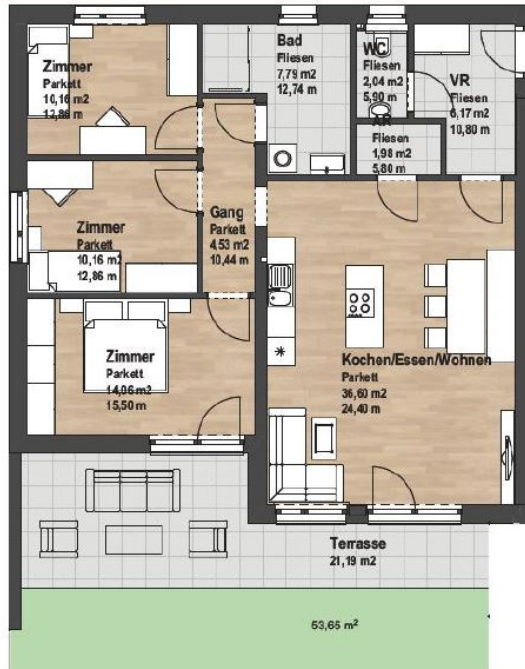 Zimmer
Parkett
10,16 m2
12,86 m
Bad
Fliesen
7,79 m2
12,74 m
WC
Fliesen
2,04 m2
5,90 m
VR
Fliesen
6,17 m2
10,80 m
AR
Fliesen
1,98 m2
5,80 m
Zimmer
Parkett
10,16 m2
12,86 m
Gang
Parkett
4,53 m2
10,44 m
Zimmer
Parkett
14,06 m2
15,50 m
Kochen/Essen/Wohnen
Parkett
36,60 m2
24,40 m
Terrasse
21,19 m2
53,65 m²